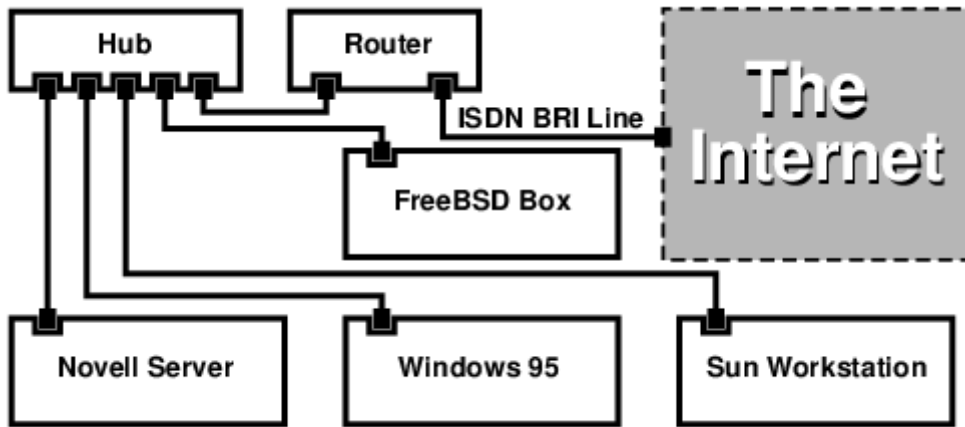 Hub
Router
ISDN BRI Line
The
Internet
FreeBSD Box
Novell Server
Windows 95
Sun Workstation